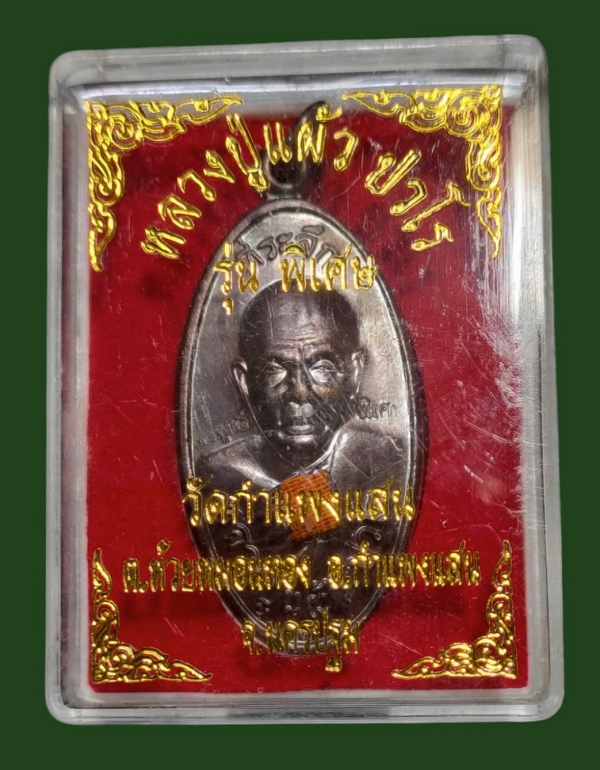 หลวงปู่แผ้ว ปวโร
รุ่น พิเศษ
วัดกำแพงแสน
ต.ห้วยหมอนทอง อ.กำแพงแสน
จ.นครปฐม